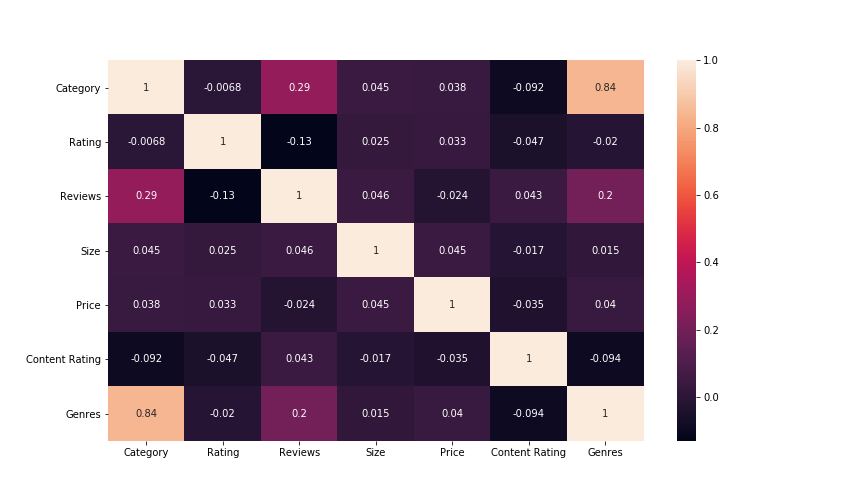 Category 1 -0.0068 0.29 0.045 0.038 -0.092 0.84
Rating -0.0068 1 -0.13 0.025 0.033 -0.047 -0.02
Reviews 0.29 -0.13 1 0.046 -0.024 0.043 0.2
Size 0.045 0.025 0.046 1 0.045 -0.017 0.015
Price 0.038 0.033 -0.024 0.045 1 -0.035 0.04
Content Rating -0.092 -0.047 0.043 -0.017 -0.035 1 -0.094
Genres 0.84 -0.02 0.2 0.015 0.04 -0.094 1
Category Rating Reviews Size Price Content Rating Genres
1.0
0.8
0.6
0.4
0.2
0.0